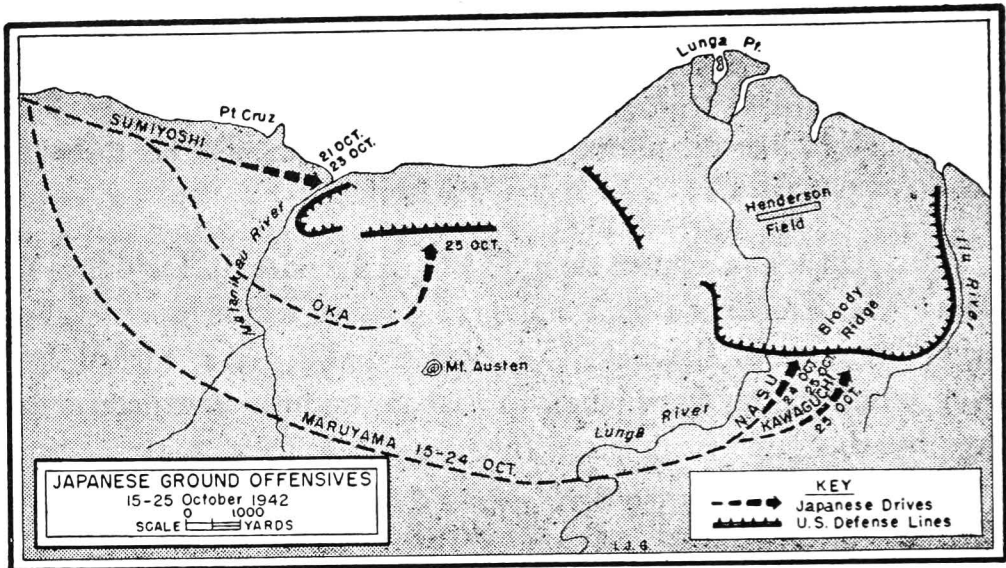 Lunga Pt.
Pt Cruz
SUMIYOSHI
21 OCT.
23 OCT.
Matanikau River
25 OCT.
Henderson
Field
Ilu River
OKA
Bloody
Ridge
Mt. Austen
NASU
24 OCT.
25 OCT.
KAWAGUCHI
25 OCT.
Lunga River
MARUYAMA 15-24 OCT.
JAPANESE GROUND OFFENSIVES
15-25 October 1942
0 1000
SCALE YARDS
KEY
Japanese Drives
U.S. Defense Lines
I.J.G.